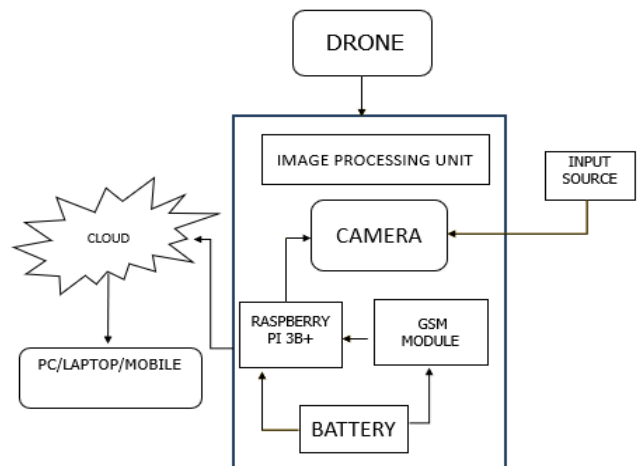 DRONE
IMAGE PROCESSING UNIT
INPUT
SOURCE
CAMERA
CLOUD
RASPBERRY
PI 3B+
GSM
MODULE
PC/LAPTOP/MOBILE
BATTERY